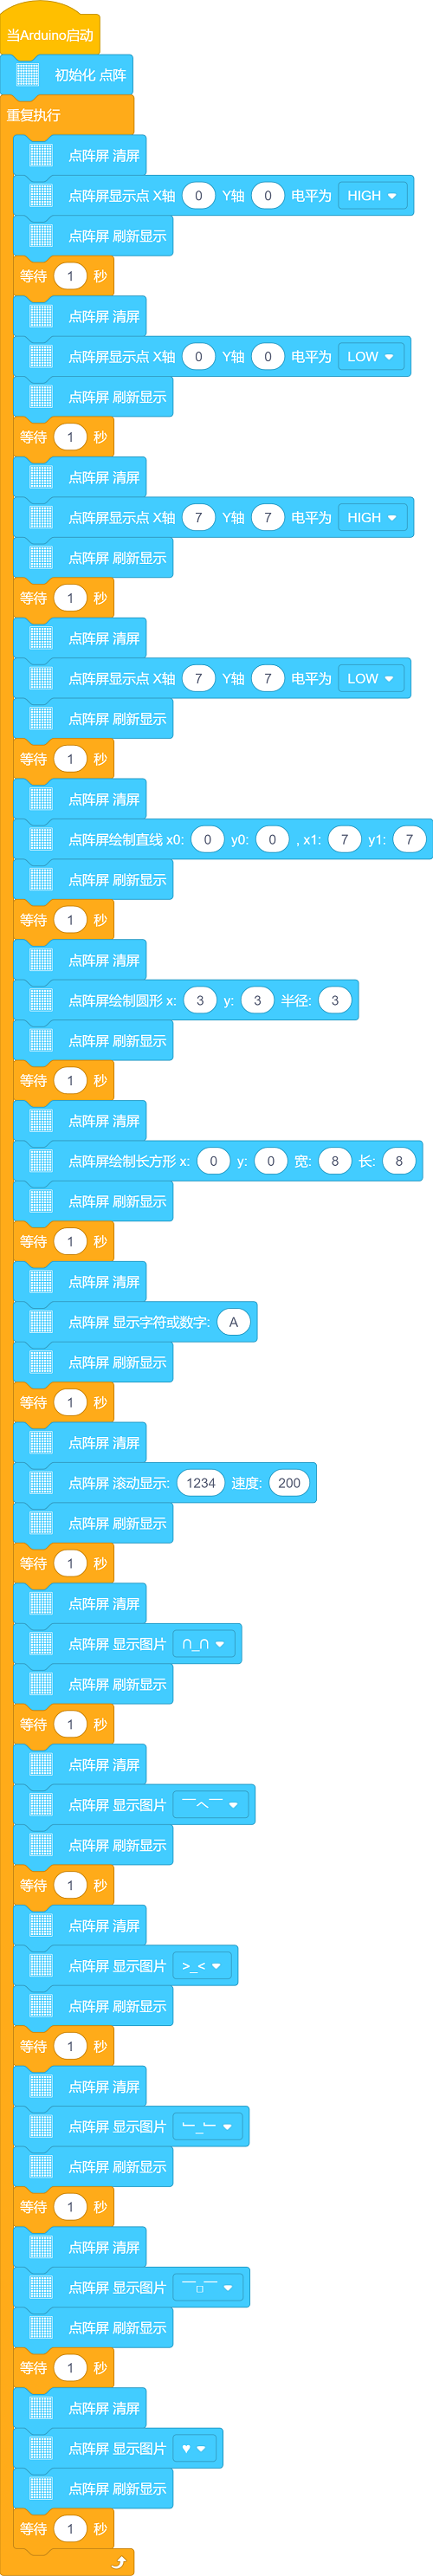 当Arduino启动
初始化 点阵
重复执行
点阵屏 清屏
点阵屏显示点 X轴 0 Y轴 0 电平为 HIGH
点阵屏 刷新显示
等待 1 秒
点阵屏 清屏
点阵屏显示点 X轴 0 Y轴 0 电平为 LOW
点阵屏 刷新显示
等待 1 秒
点阵屏 清屏
点阵屏显示点 X轴 7 Y轴 7 电平为 HIGH
点阵屏 刷新显示
等待 1 秒
点阵屏 清屏
点阵屏显示点 X轴 7 Y轴 7 电平为 LOW
点阵屏 刷新显示
等待 1 秒
点阵屏 清屏
点阵屏绘制直线 x0: 0 y0: 0 , x1: 7 y1: 7
点阵屏 刷新显示
等待 1 秒
点阵屏 清屏
点阵屏绘制圆形 x: 3 y: 3 半径: 3
点阵屏 刷新显示
等待 1 秒
点阵屏 清屏
点阵屏绘制长方形 x: 0 y: 0 宽: 8 长: 8
点阵屏 刷新显示
等待 1 秒
点阵屏 清屏
点阵屏 显示字符或数字: A
点阵屏 刷新显示
等待 1 秒
点阵屏 清屏
点阵屏 滚动显示: 1234 速度: 200
点阵屏 刷新显示
等待 1 秒
点阵屏 清屏
点阵屏 显示图片 ∩_∩
点阵屏 刷新显示
等待 1 秒
点阵屏 清屏
点阵屏 显示图片 ￣へ￣
点阵屏 刷新显示
等待 1 秒
点阵屏 清屏
点阵屏 显示图片 >_<
点阵屏 刷新显示
等待 1 秒
点阵屏 清屏
点阵屏 显示图片 ﹂_﹂
点阵屏 刷新显示
等待 1 秒
点阵屏 清屏
点阵屏 显示图片 ￣□￣
点阵屏 刷新显示
等待 1 秒
点阵屏 清屏
点阵屏 显示图片 ♥
点阵屏 刷新显示
等待 1 秒